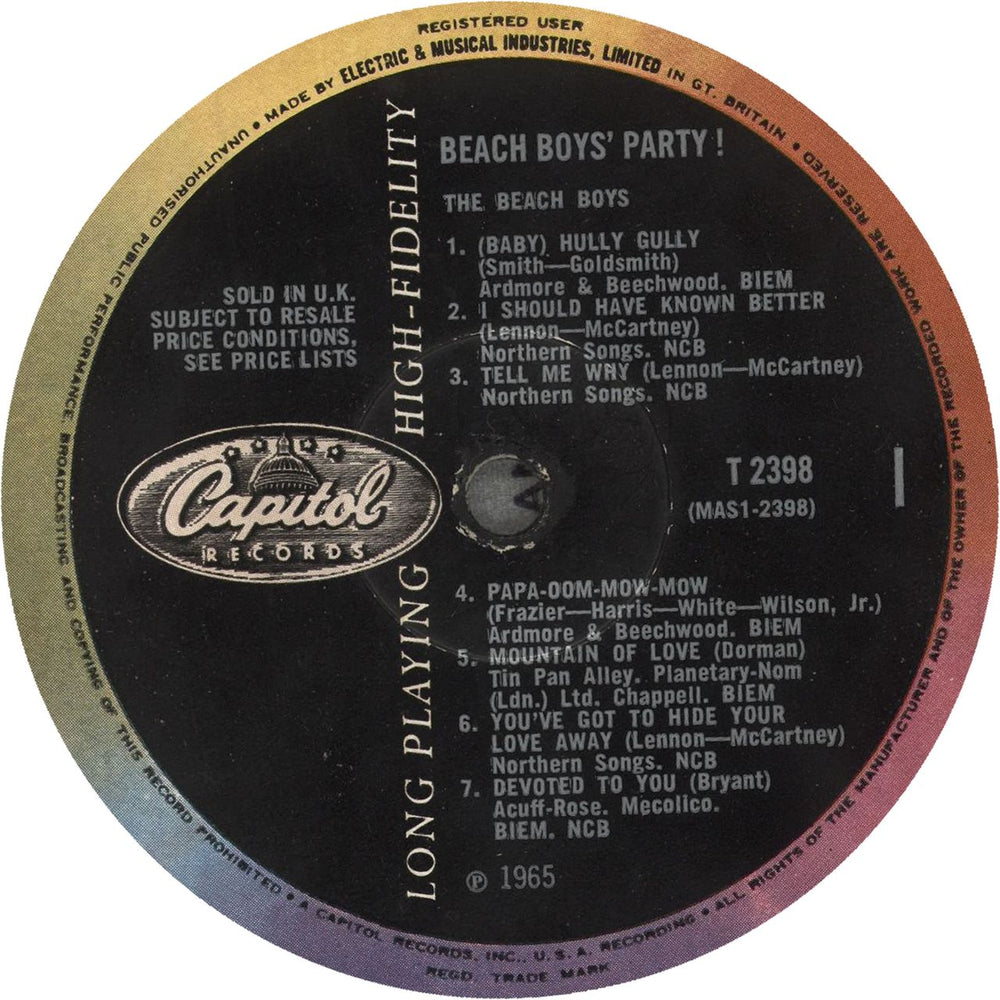 REGISTERED USER
MADE BY ELECTRIC & MUSICAL INDUSTRIES, LIMITED IN GT. BRITAIN • ALL RIGHTS OF THE MANUFACTURER AND OF THE OWNER OF THE RECORDED WORK ARE RESERVED
UNAUTHORISED PUBLIC PERFORMANCE, BROADCASTING AND COPYING OF THIS RECORD PROHIBITED •
LONG PLAYING HIGH-FIDELITY
BEACH BOYS' PARTY !
THE BEACH BOYS
1. (BABY) HULLY GULLY
(Smith—Goldsmith)
Ardmore & Beechwood. BIEM
2. I SHOULD HAVE KNOWN BETTER
(Lennon—McCartney)
Northern Songs. NCB
3. TELL ME WHY (Lennon—McCartney)
Northern Songs. NCB
SOLD IN U.K.
SUBJECT TO RESALE
PRICE CONDITIONS,
SEE PRICE LISTS
Capitol
RECORDS
T 2398
(MAS1-2398)
1
4. PAPA-OOM-MOW-MOW
(Frazier—Harris—White—Wilson, Jr.)
Ardmore & Beechwood. BIEM
5. MOUNTAIN OF LOVE (Dorman)
Tin Pan Alley. Planetary-Nom
(Ldn.) Ltd. Chappell. BIEM
6. YOU'VE GOT TO HIDE YOUR
LOVE AWAY (Lennon—McCartney)
Northern Songs. NCB
7. DEVOTED TO YOU (Bryant)
Acuff-Rose. Mecolico.
BIEM. NCB
℗ 1965
A CAPITOL RECORDS, INC., U.S.A. RECORDING •
REGD. TRADE MARK